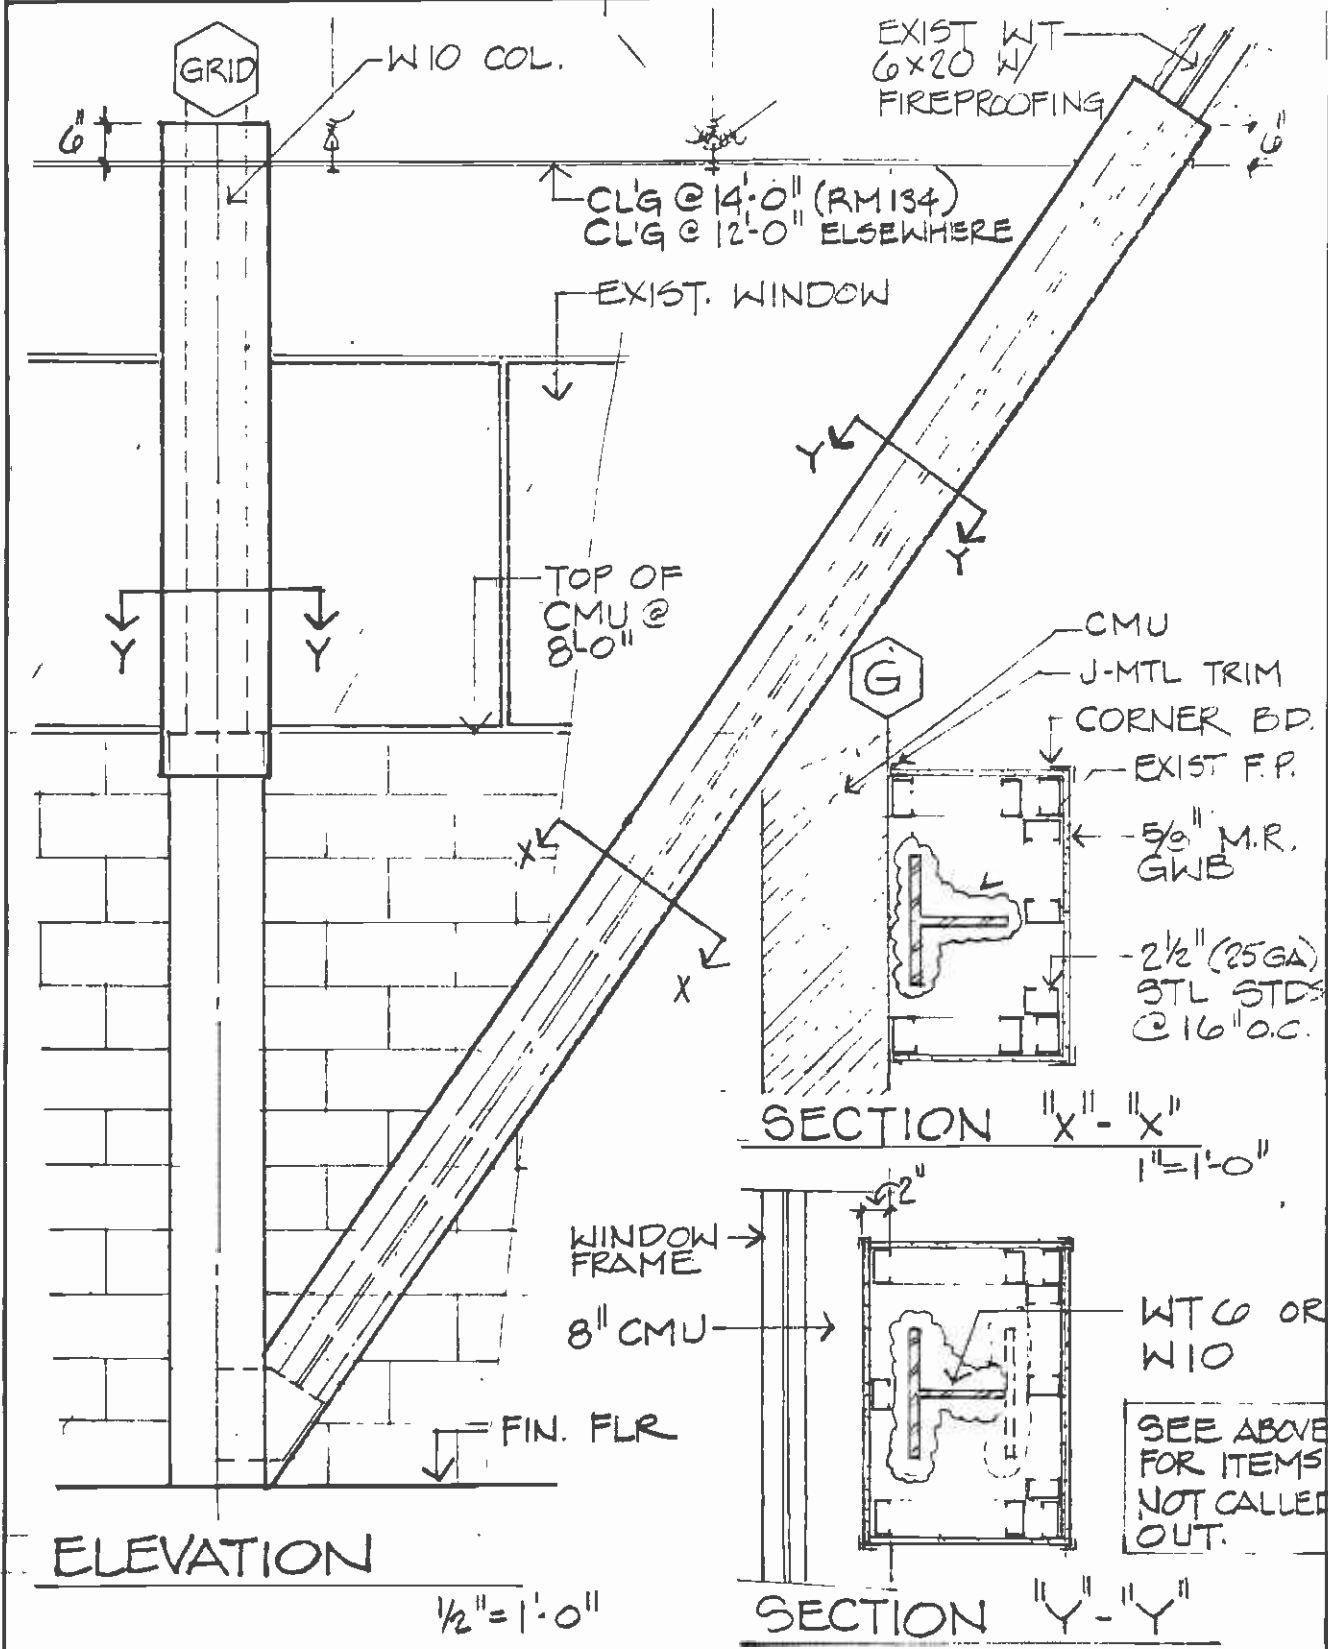 GRID
W10 COL.
6"
EXIST WT
6x20 W/
FIREPROOFING
6"
CL'G @ 14'-0" (RM 134)
CL'G @ 12'-0" ELSEWHERE
EXIST. WINDOW
Y
Y
Y
Y
TOP OF
CMU @
8'-0"
X
X
G
CMU
J-MTL TRIM
CORNER BD.
EXIST F.P.
5/8" M.R.
GWB
2 1/2" (25GA)
STL STDS
@ 16" O.C.
SECTION "X"-"X"
1"=1'-0"
2"
WINDOW
FRAME
8" CMU
WT 6 OR
W10
SEE ABOVE
FOR ITEMS
NOT CALLED
OUT.
FIN. FLR
ELEVATION
1/2"=1'-0"
SECTION "Y"-"Y"